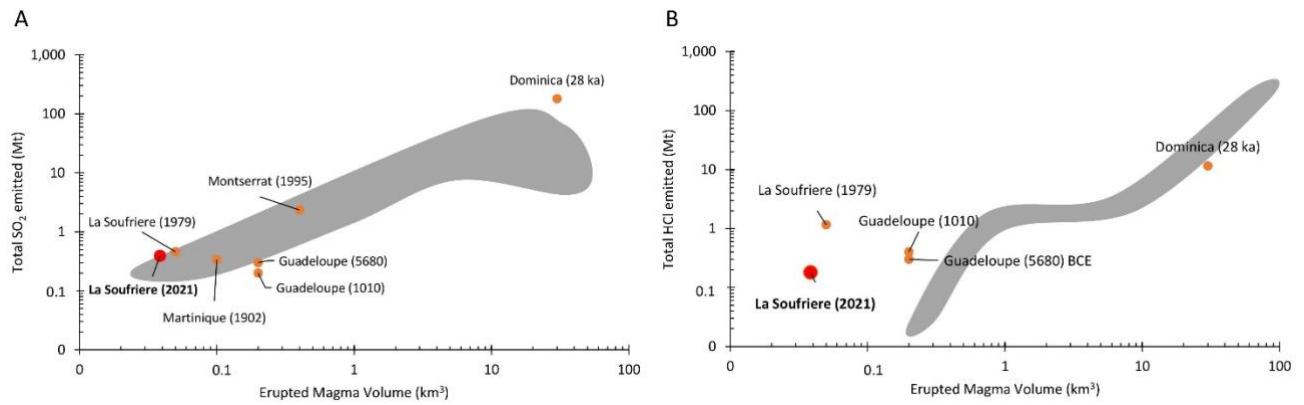 A
Total SO2 emitted (Mt)
1,000
100
10
1
0.1
0
Dominica (28 ka)
Montserrat (1995)
La Soufriere (1979)
La Soufriere (2021)
Martinique (1902)
Guadeloupe (5680)
Guadeloupe (1010)
0
0.1
1
10
100
Erupted Magma Volume (km3)
B
Total HCl emitted (Mt)
1,000
100
10
1
0.1
0
Dominica (28 ka)
La Soufriere (1979)
Guadeloupe (1010)
Guadeloupe (5680) BCE
La Soufriere (2021)
0
0.1
1
10
100
Erupted Magma Volume (km3)